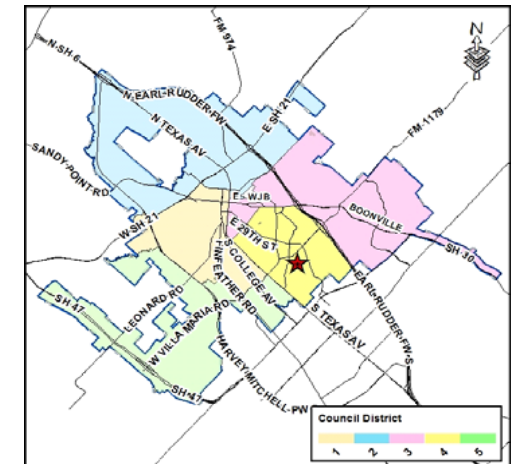 FM 974
N
N-SH-6
N-EARL-RUDDER-FW
E SH 21
N TEXAS AV
FM-1179
SANDY-POINT-RD
E WJB
BOONVILLE
W-SH 21
E 29TH ST
SH 30
S COLLEGE AV
FINFEATHER RD
EARL-RUDDER-FW-S
LEONARD RD
S TEXAS AV
SH 47
W VILLA MARIA-RD
HARVEY-MITCHELL-PW
SH-47
Council District
1 2 3 4 5